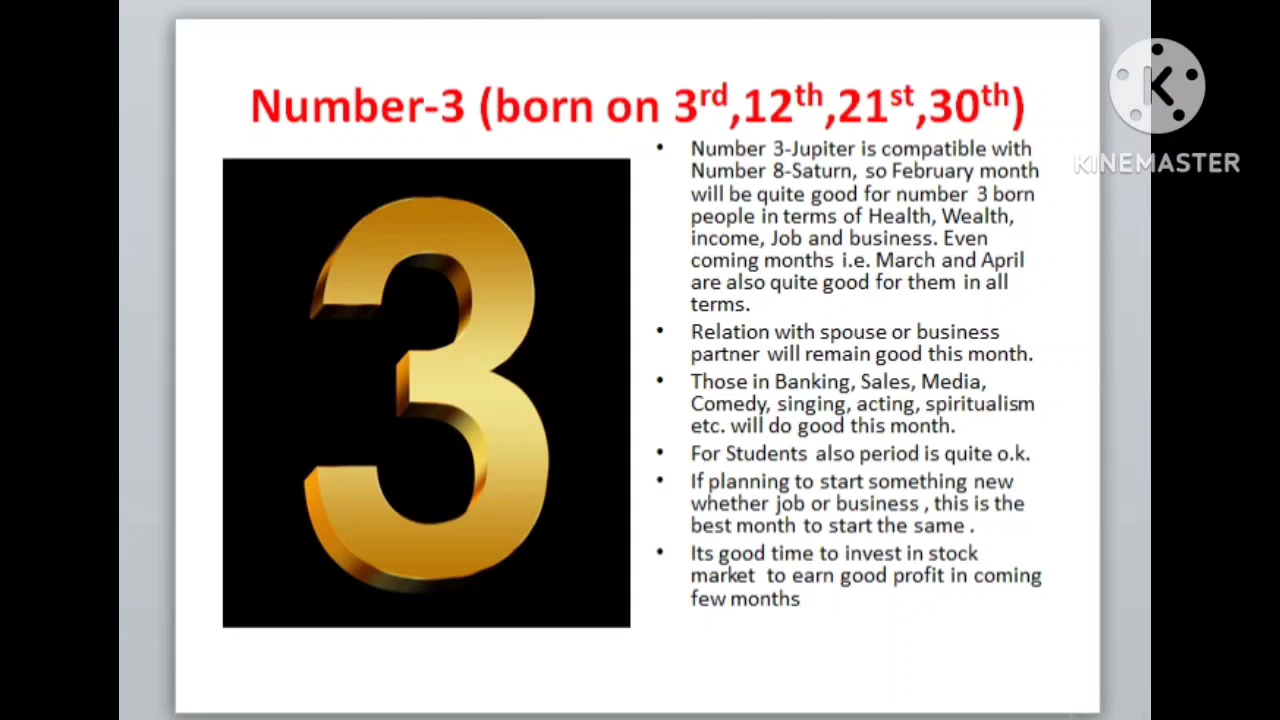 Number-3 (born on 3rd,12th,21st,30th)
KINEMASTER
• Number 3-Jupiter is compatible with
Number 8-Saturn, so February month
will be quite good for number 3 born
people in terms of Health, Wealth,
income, Job and business. Even
coming months i.e. March and April
are also quite good for them in all
terms.
• Relation with spouse or business
partner will remain good this month.
• Those in Banking, Sales, Media,
Comedy, singing, acting, spiritualism
etc. will do good this month.
• For Students also period is quite o.k.
• If planning to start something new
whether job or business , this is the
best month to start the same .
• Its good time to invest in stock
market to earn good profit in coming
few months
3